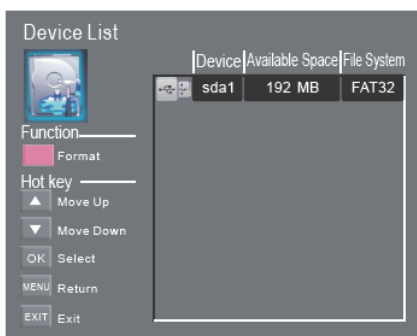 Device List
Device Available Space File System
sda1 192 MB FAT32
Function
Format
Hot key
Move Up
Move Down
OK Select
MENU Return
EXIT Exit